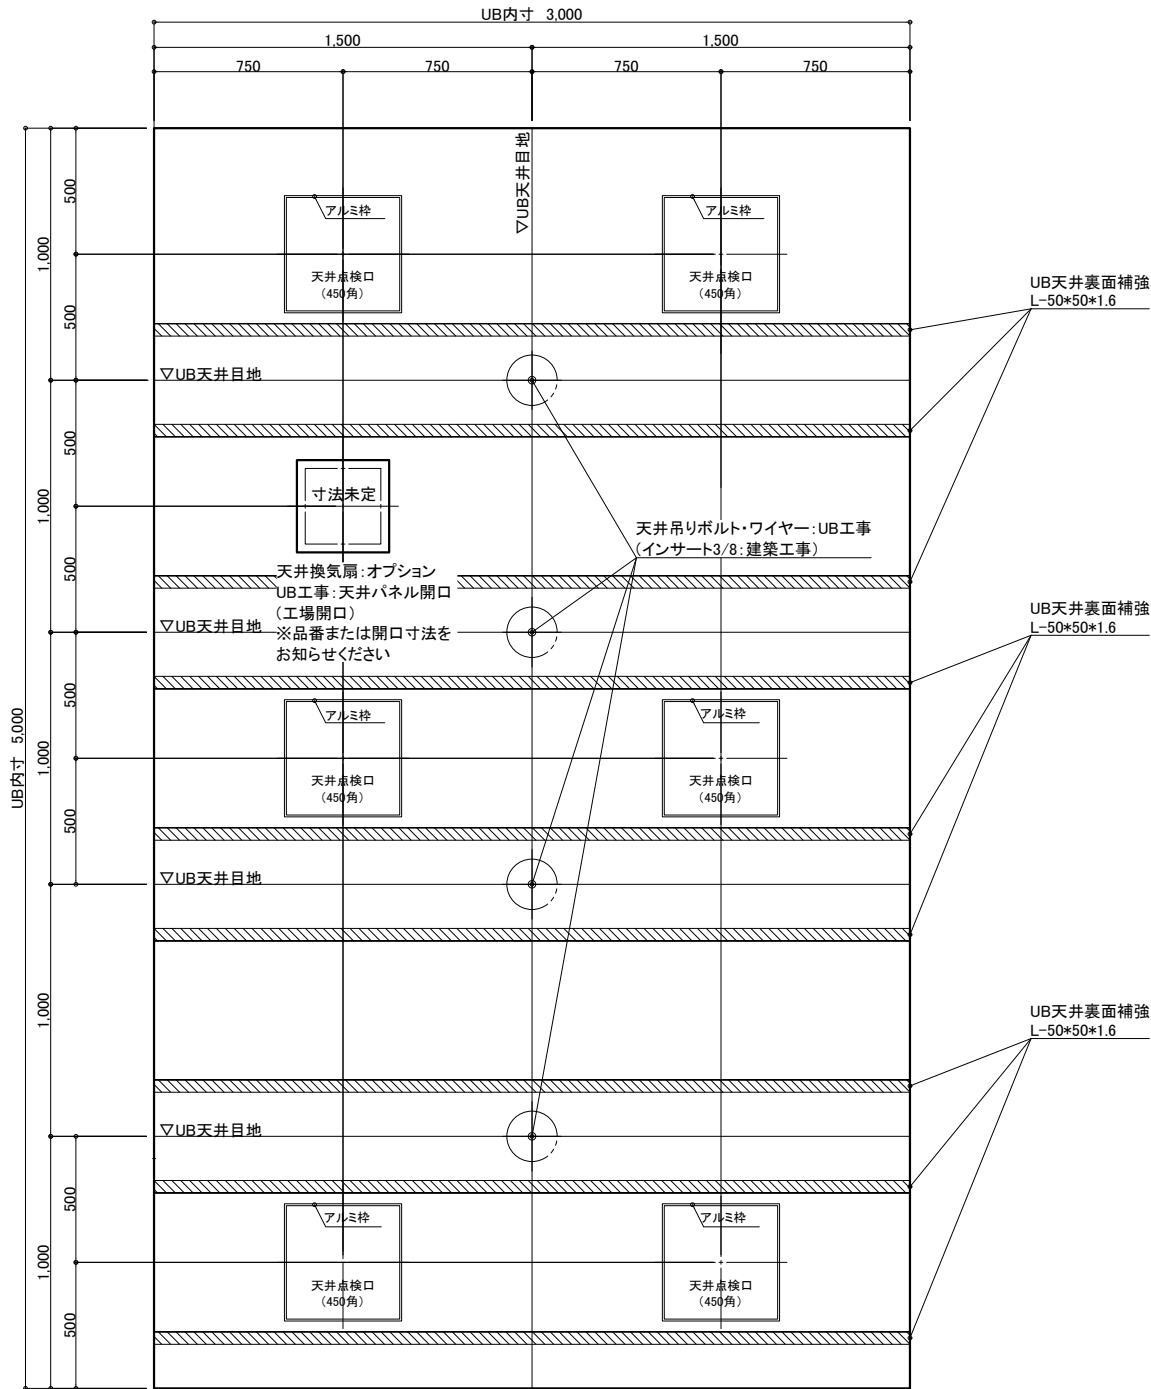 UB内寸 3,000
1,500 1,500
750 750 750 750
▽UB天井目地
500
アルミ枠 アルミ枠
1,000
天井点検口 天井点検口
(450角) (450角)
UB天井裏面補強
L-50*50*1.6
500
▽UB天井目地
500
寸法未定
1,000
天井吊りボルト・ワイヤー:UB工事
(インサート3/8:建築工事)
500
天井換気扇:オプション
UB工事:天井パネル開口
(工場開口)
※品番または開口寸法を
お知らせください
UB天井裏面補強
L-50*50*1.6
▽UB天井目地
500
アルミ枠 アルミ枠
UB内寸 5,000
1,000
天井点検口 天井点検口
(450角) (450角)
500
▽UB天井目地
1,000
UB天井裏面補強
L-50*50*1.6
▽UB天井目地
500
アルミ枠 アルミ枠
1,000
天井点検口 天井点検口
(450角) (450角)
500